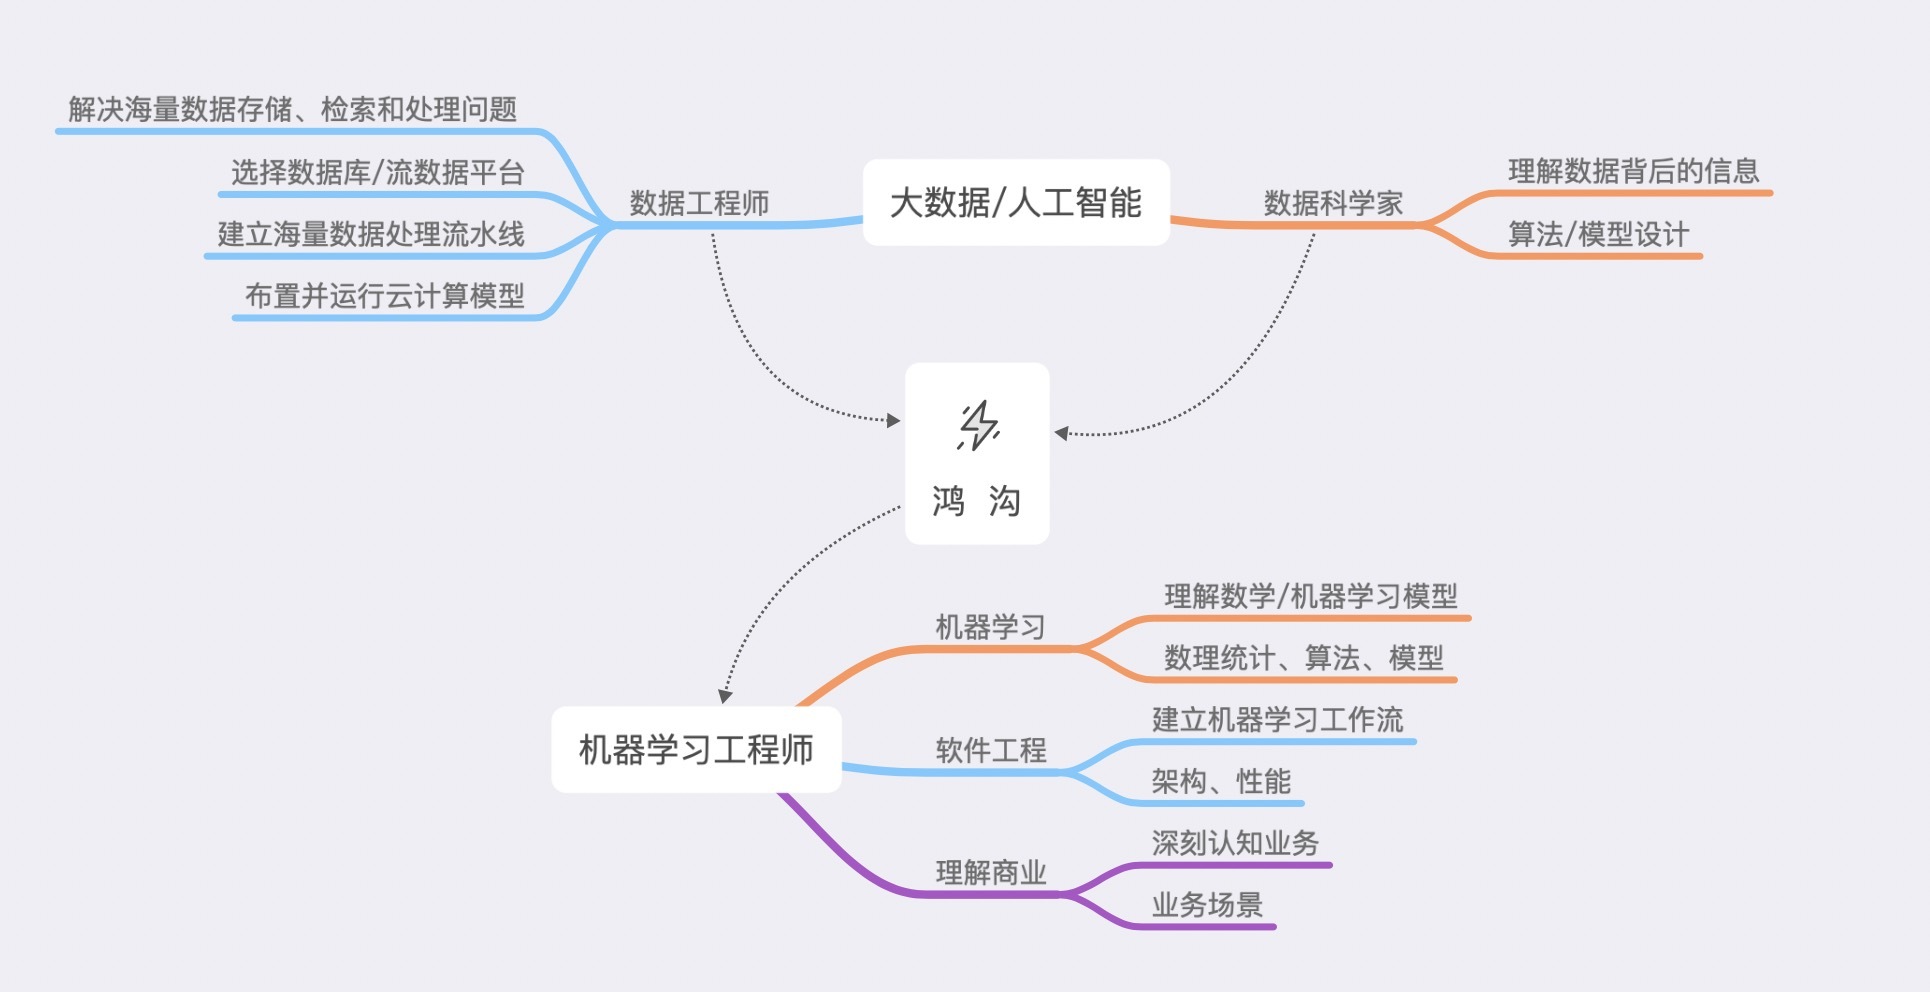 大数据/人工智能
数据工程师
解决海量数据存储、检索和处理问题
选择数据库/流数据平台
建立海量数据处理流水线
布置并运行云计算模型
数据科学家
理解数据背后的信息
算法/模型设计
鸿 沟
机器学习工程师
机器学习
理解数学/机器学习模型
数理统计、算法、模型
软件工程
建立机器学习工作流
架构、性能
理解商业
深刻认知业务
业务场景